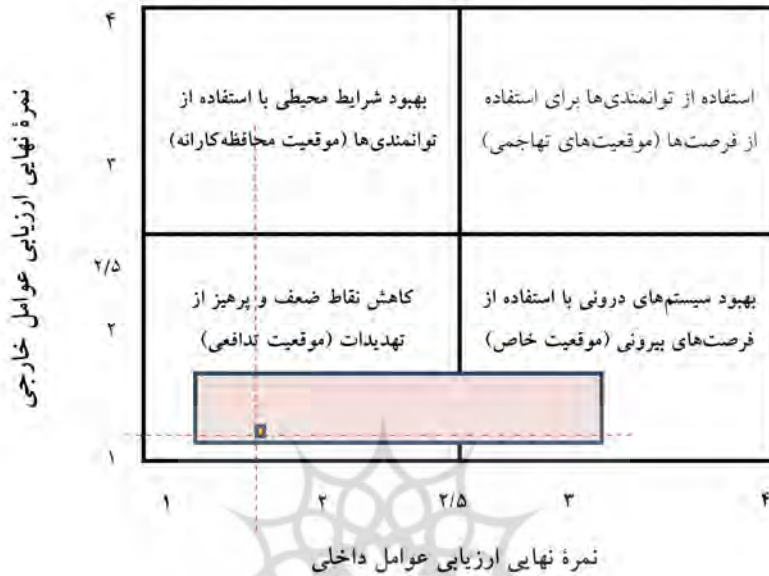 نمرهٔ نهایی ارزیابی عوامل خارجی
۴
۳
۲/۵
۲
۱
استفاده از توانمندی‌ها برای استفاده
از فرصت‌ها (موقعیت‌های تهاجمی)
بهبود شرایط محیطی با استفاده از
توانمندی‌ها (موقعیت محافظه‌کارانه)
بهبود سیستم‌های درونی با استفاده از
فرصت‌های بیرونی (موقعیت خاص)
کاهش نقاط ضعف و پرهیز از
تهدیدات (موقعیت تدافعی)
۱ ۲ ۲/۵ ۳ ۴
نمرهٔ نهایی ارزیابی عوامل داخلی